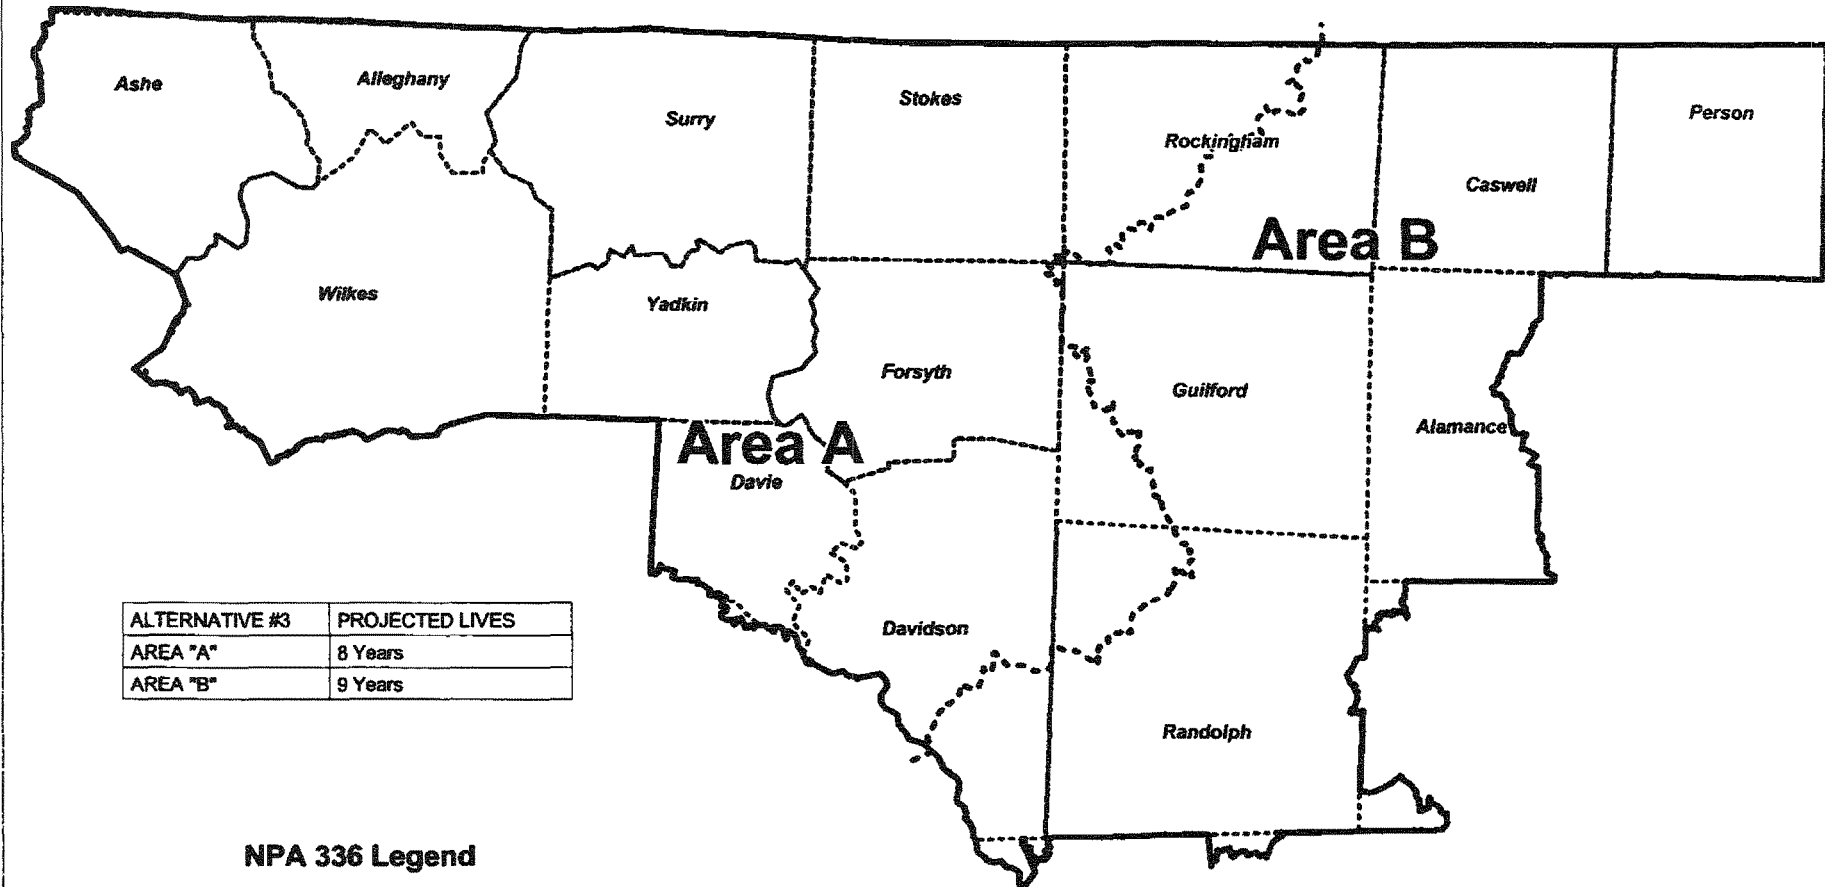 Ashe
Alleghany
Surry
Stokes
Rockingham
Caswell
Person
Area B
Wilkes
Yadkin
Forsyth
Guilford
Alamance
Area A
Davie
Davidson
Randolph
ALTERNATIVE #3 PROJECTED LIVES
AREA "A" 8 Years
AREA "B" 9 Years
NPA 336 Legend